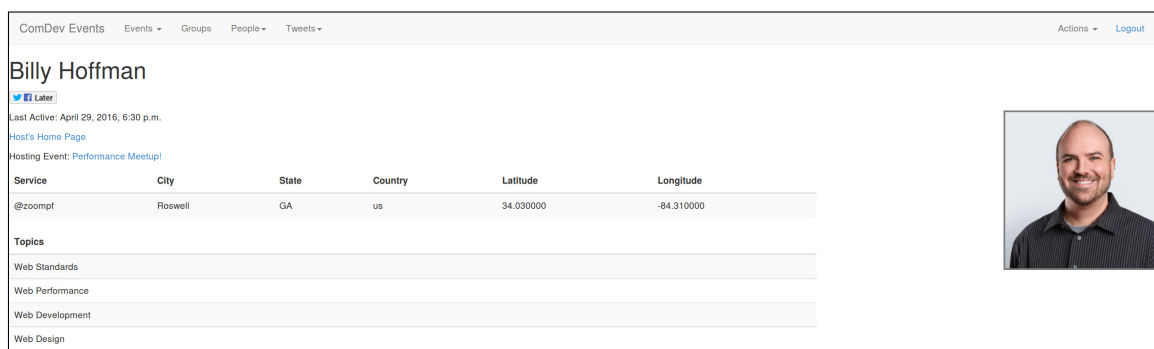 ComDev Events Events Groups People Tweets Actions Logout
Billy Hoffman
Later
Last Active: April 29, 2016, 6:30 p.m.
Host's Home Page
Hosting Event: Performance Meetup!
Service City State Country Latitude Longitude
@zoompf Roswell GA us 34.030000 -84.310000
Topics
Web Standards
Web Performance
Web Development
Web Design